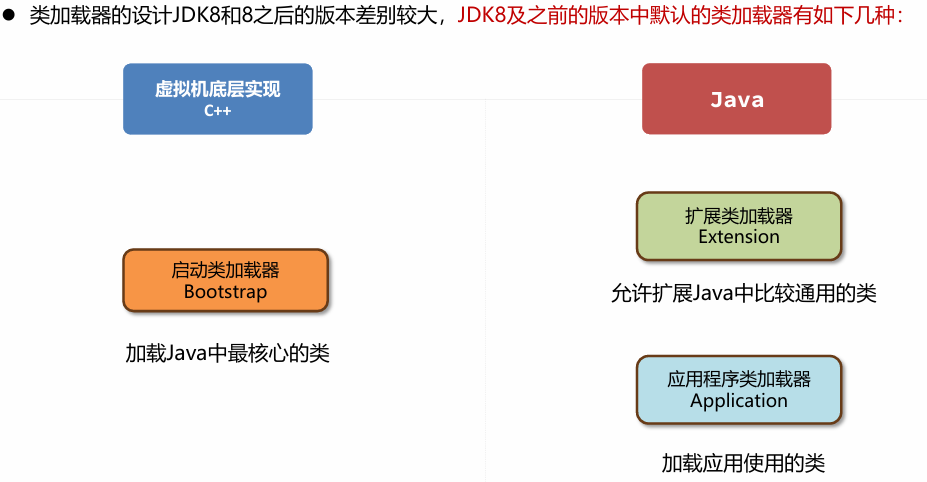 ● 类加载器的设计JDK8和8之后的版本差别较大，JDK8及之前的版本中默认的类加载器有如下几种：
虚拟机底层实现
C++
Java
启动类加载器
Bootstrap
加载Java中最核心的类
扩展类加载器
Extension
允许扩展Java中比较通用的类
应用程序类加载器
Application
加载应用使用的类